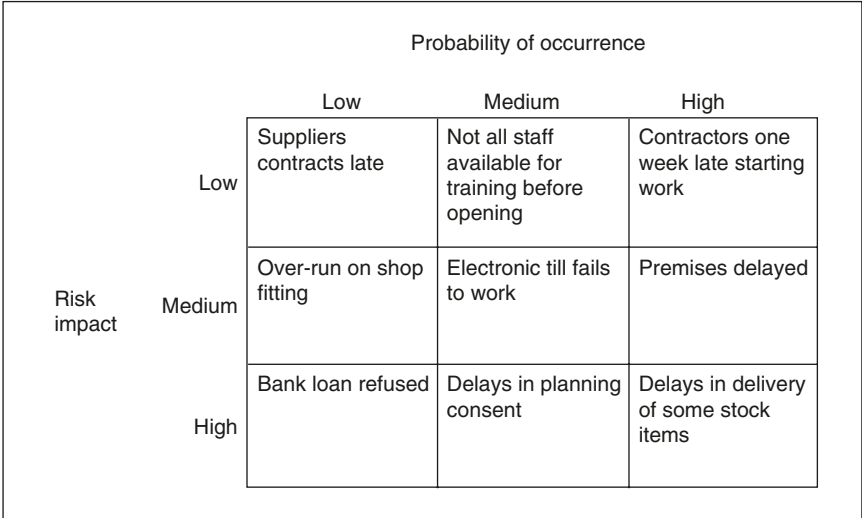 Probability of occurrence
Low Medium High
Low
Suppliers
contracts late
Not all staff
available for
training before
opening
Contractors one
week late starting
work
Risk
impact
Medium
Over-run on shop
fitting
Electronic till fails
to work
Premises delayed
High
Bank loan refused
Delays in planning
consent
Delays in delivery
of some stock
items